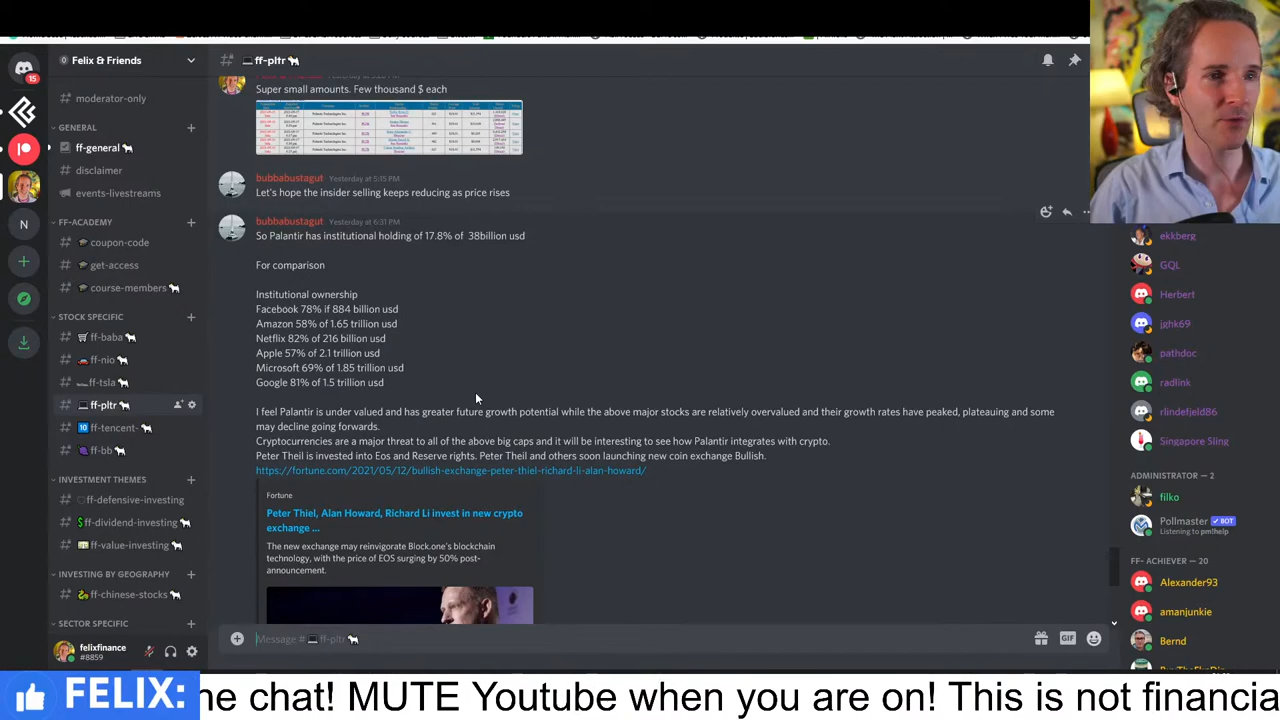 Felix & Friends
ff-pltr
15
moderator-only
GENERAL
ff-general
disclaimer
events-livestreams
FF-ACADEMY
coupon-code
get-access
course-members
STOCK SPECIFIC
ff-baba
ff-nio
ff-tsla
ff-pltr
ff-tencent-
ff-bb
INVESTMENT THEMES
ff-defensive-investing
ff-dividend-investing
ff-value-investing
INVESTING BY GEOGRAPHY
ff-chinese-stocks
SECTOR SPECIFIC
felixfinance
#8859
N
Super small amounts. Few thousand $ each
bubbabustagut Yesterday at 5:15 PM
Let's hope the insider selling keeps reducing as price rises
bubbabustagut Yesterday at 6:31 PM
So Palantir has institutional holding of 17.8% of 38billion usd
For comparison
Institutional ownership
Facebook 78% if 884 billion usd
Amazon 58% of 1.65 trillion usd
Netflix 82% of 216 billion usd
Apple 57% of 2.1 trillion usd
Microsoft 69% of 1.85 trillion usd
Google 81% of 1.5 trillion usd
I feel Palantir is under valued and has greater future growth potential while the above major stocks are relatively overvalued and their growth rates have peaked, plateauing and some
may decline going forwards.
Cryptocurrencies are a major threat to all of the above big caps and it will be interesting to see how Palantir integrates with crypto.
Peter Theil is invested into Eos and Reserve rights. Peter Theil and others soon launching new coin exchange Bullish.
https://fortune.com/2021/05/12/bullish-exchange-peter-thiel-richard-li-alan-howard/
Fortune
Peter Thiel, Alan Howard, Richard Li invest in new crypto
exchange ...
The new exchange may reinvigorate Block.one's blockchain
technology, with the price of EOS surging by 50% post-
announcement.
Message # ff-pltr
GIF
ekkberg
GQL
Herbert
jghk69
pathdoc
radlink
rlindefjeld86
Singapore Sling
ADMINISTRATOR — 2
filko
Pollmaster BOT
Listening to pm!help
FF- ACHIEVER — 20
Alexander93
amanjunkie
Bernd
FELIX: he chat! MUTE Youtube when you are on! This is not financia